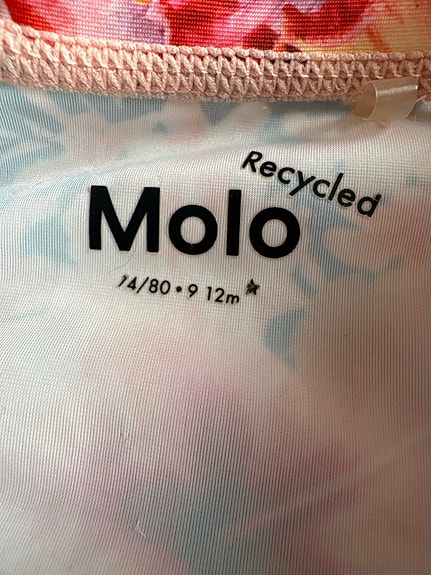 Recycled
Molo
74/80 • 9 12m